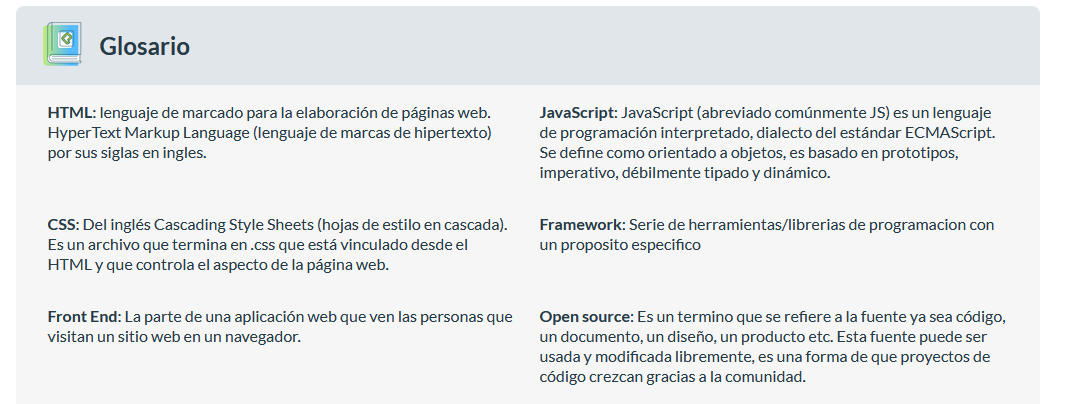 Glosario
HTML: lenguaje de marcado para la elaboración de páginas web.
HyperText Markup Language (lenguaje de marcas de hipertexto)
por sus siglas en ingles.
JavaScript: JavaScript (abreviado comúnmente JS) es un lenguaje
de programación interpretado, dialecto del estándar ECMAScript.
Se define como orientado a objetos, es basado en prototipos,
imperativo, débilmente tipado y dinámico.
CSS: Del inglés Cascading Style Sheets (hojas de estilo en cascada).
Es un archivo que termina en .css que está vinculado desde el
HTML y que controla el aspecto de la página web.
Framework: Serie de herramientas/librerias de programacion con
un proposito especifico
Front End: La parte de una aplicación web que ven las personas que
visitan un sitio web en un navegador.
Open source: Es un termino que se refiere a la fuente ya sea código,
un documento, un diseño, un producto etc. Esta fuente puede ser
usada y modificada libremente, es una forma de que proyectos de
código crezcan gracias a la comunidad.